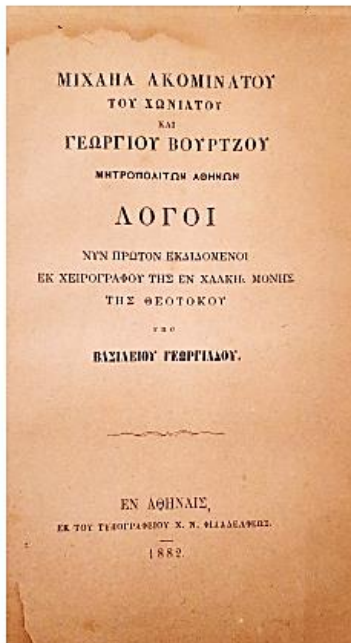 ΜΙΧΑΗΛ ΑΚΟΜΙΝΑΤΟΥ
ΤΟΥ ΧΩΝΙΑΤΟΥ
ΚΑΙ
ΓΕΩΡΓΙΟΥ ΒΟΥΡΤΖΟΥ
ΜΗΤΡΟΠΟΛΙΤΩΝ ΑΘΗΝΩΝ
ΛΟΓΟΙ
ΝΥΝ ΠΡΩΤΟΝ ΕΚΔΙΔΟΜΕΝΟΙ
ΕΚ ΧΕΙΡΟΓΡΑΦΟΥ ΤΗΣ ΕΝ ΧΑΛΚΗ: ΜΟΝΗΣ
ΤΗΣ ΘΕΟΤΟΚΟΥ
ΥΠΟ
ΒΑΣΙΛΕΙΟΥ ΓΕΩΡΓΙΑΔΟΥ.
ΕΝ ΑΘΗΝΑΙΣ,
ΕΚ ΤΟΥ ΤΥΠΟΓΡΑΦΕΙΟΥ Χ. Ν. ΦΙΛΑΔΕΛΦΕΩΣ.
1882.